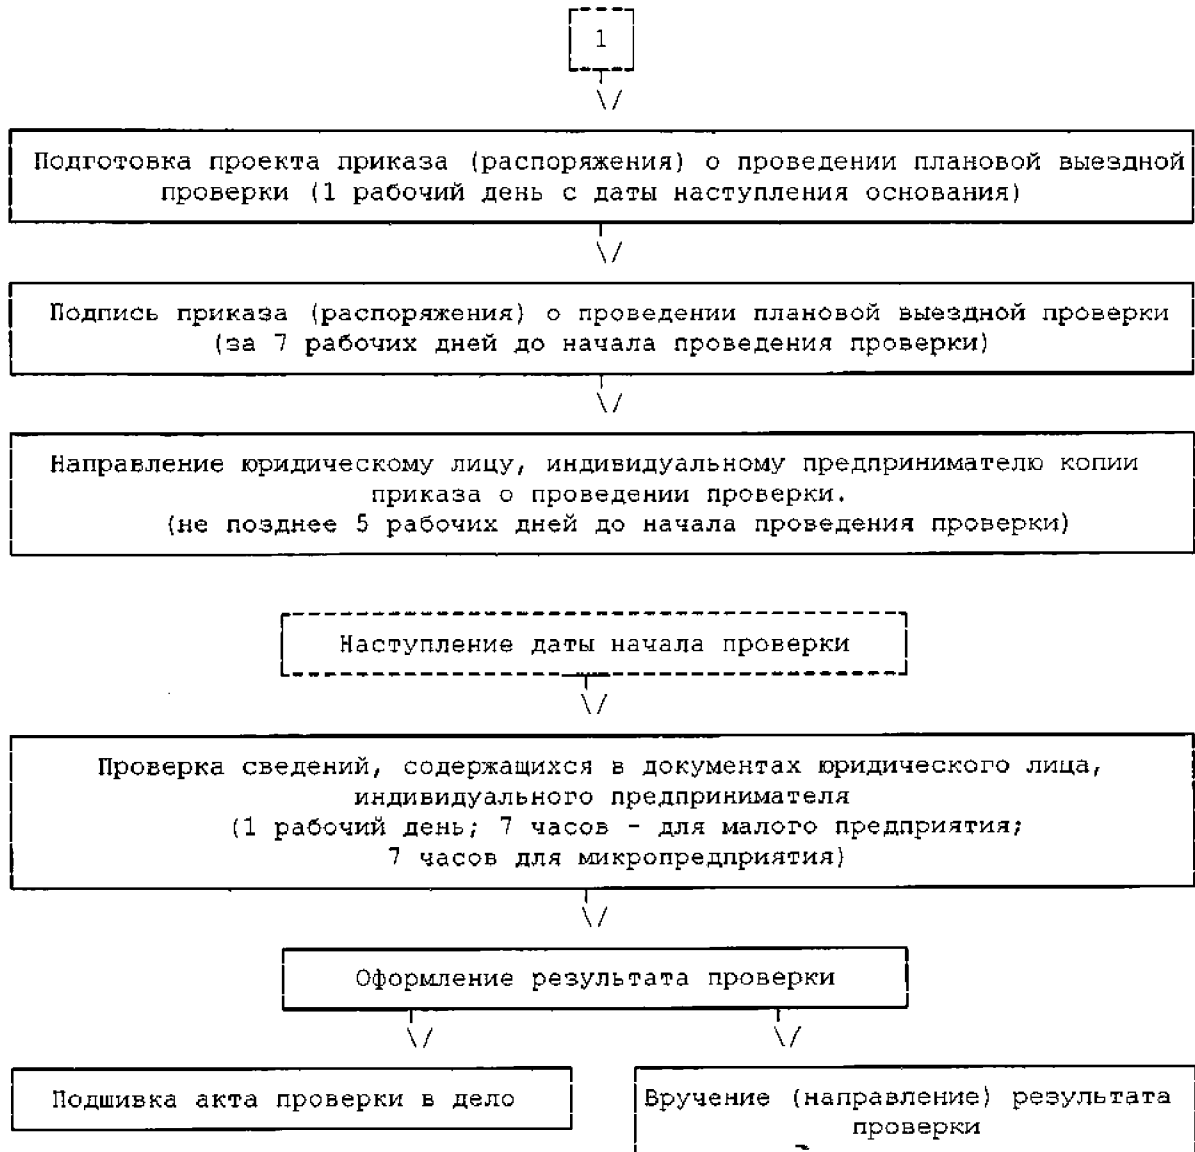 1
Подготовка проекта приказа (распоряжения) о проведении плановой выездной
проверки (1 рабочий день с даты наступления основания)
Подпись приказа (распоряжения) о проведении плановой выездной проверки
(за 7 рабочих дней до начала проведения проверки)
Направление юридическому лицу, индивидуальному предпринимателю копии
приказа о проведении проверки.
(не позднее 5 рабочих дней до начала проведения проверки)
Наступление даты начала проверки
Проверка сведений, содержащихся в документах юридического лица,
индивидуального предпринимателя
(1 рабочий день; 7 часов - для малого предприятия;
7 часов для микропредприятия)
Оформление результата проверки
Подшивка акта проверки в дело
Вручение (направление) результата
проверки